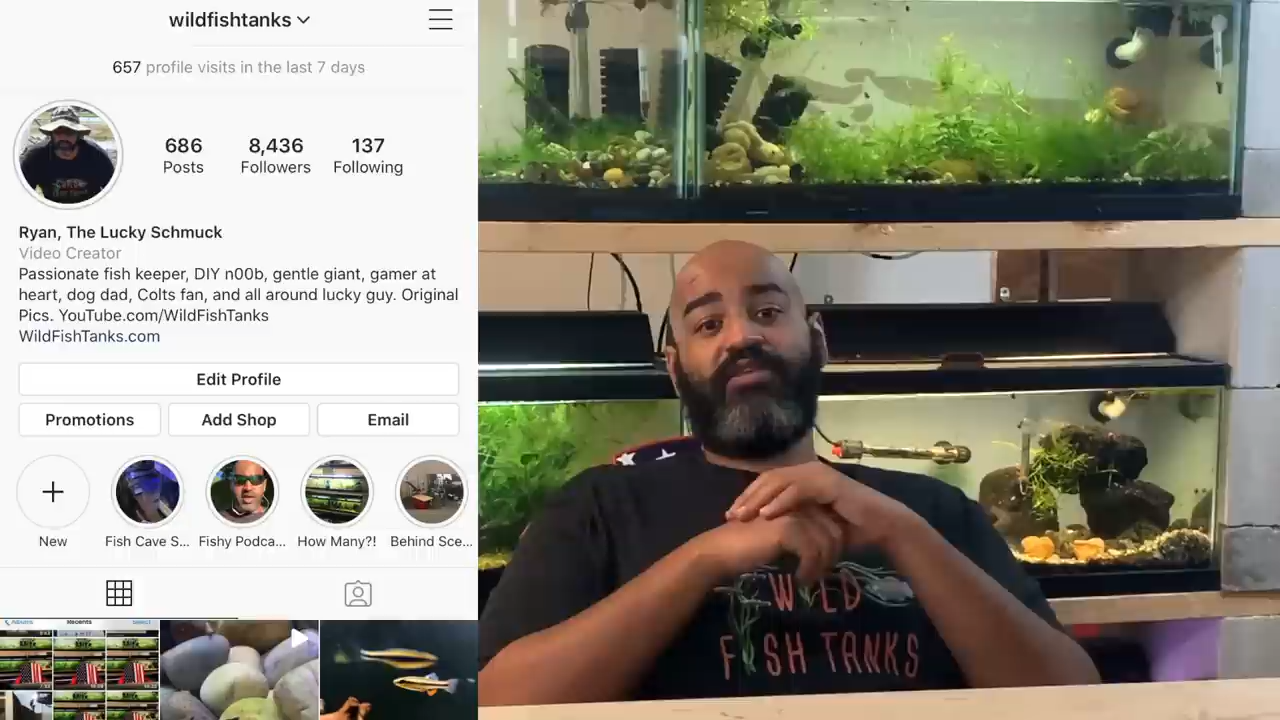 wildfishtanks
657 profile visits in the last 7 days
686
Posts
8,436
Followers
137
Following
Ryan, The Lucky Schmuck
Video Creator
Passionate fish keeper, DIY n00b, gentle giant, gamer at
heart, dog dad, Colts fan, and all around lucky guy. Original
Pics. YouTube.com/WildFishTanks
WildFishTanks.com
Edit Profile
Promotions
Add Shop
Email
New
Fish Cave S...
Fishy Podca...
How Many?!
Behind Sce...
Albums
Recents
Select
WILD
FISH TANKS